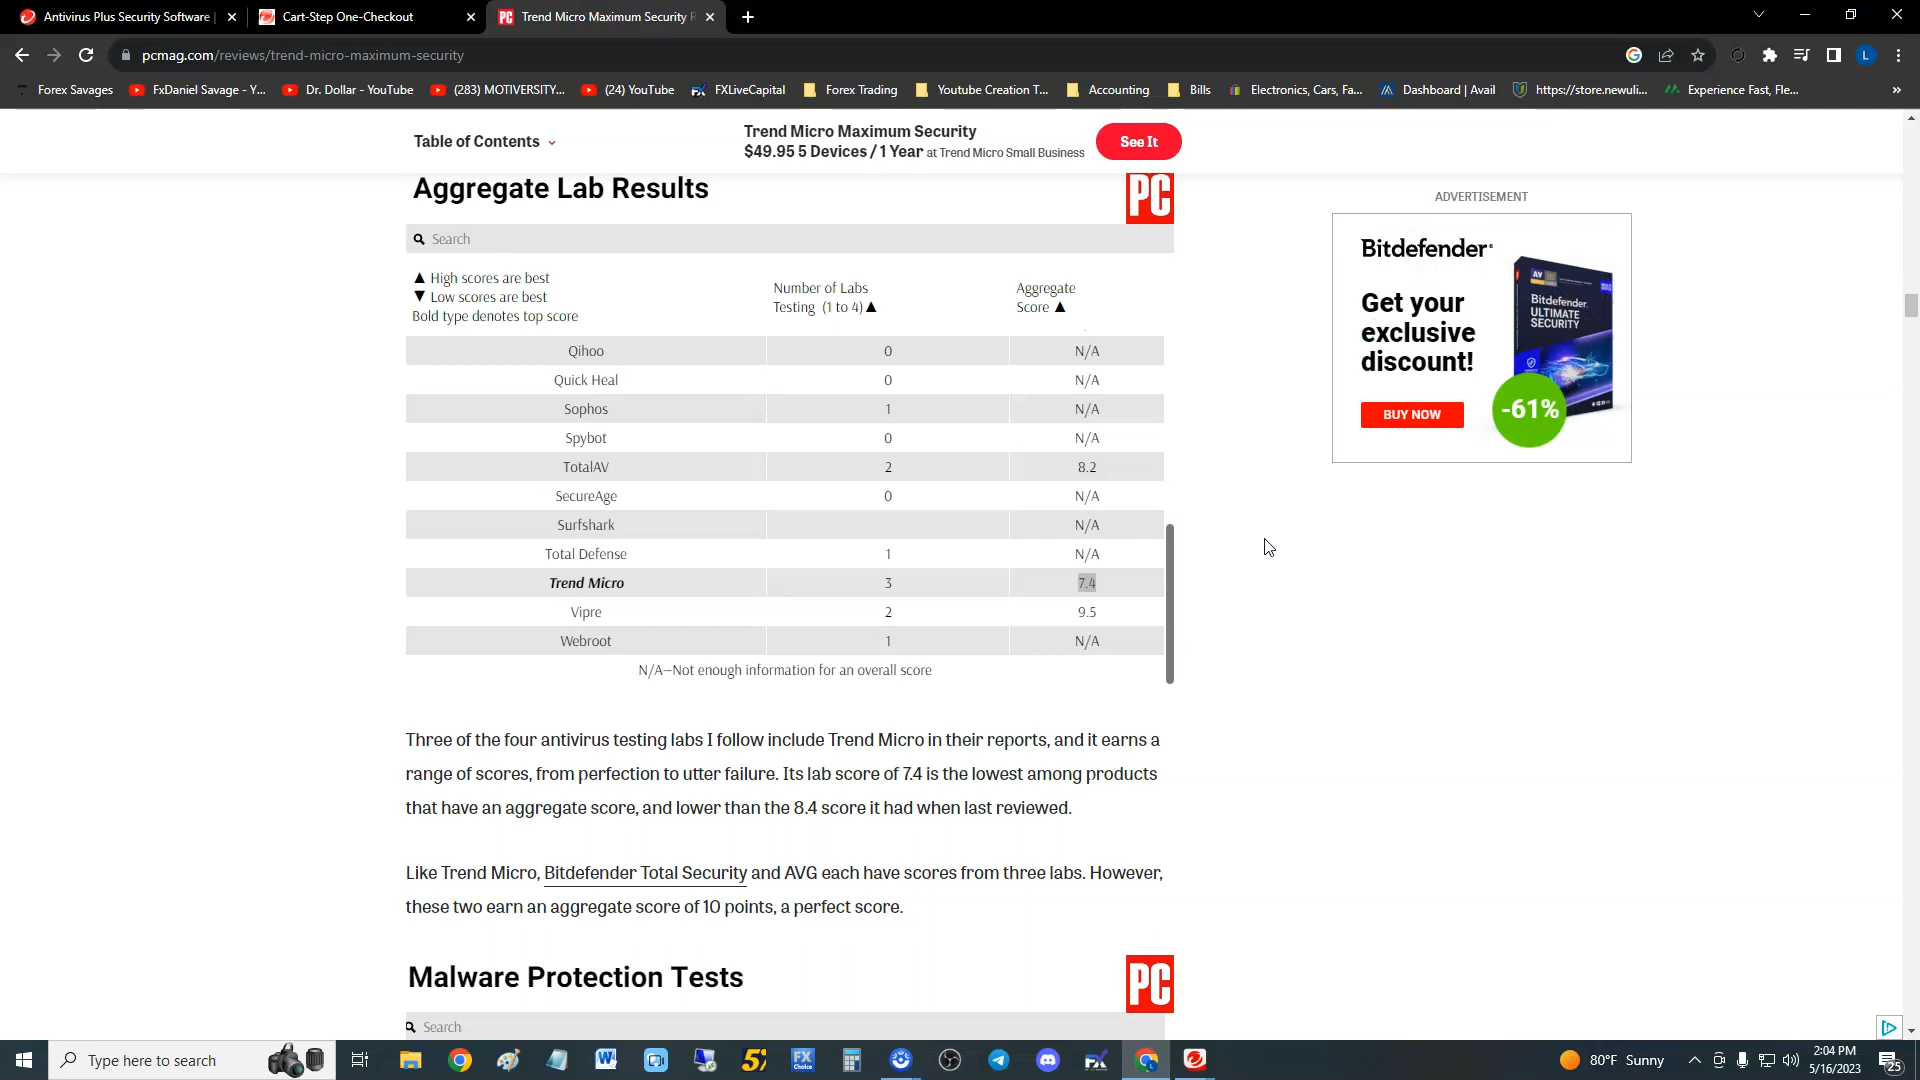 Antivirus Plus Security Software |
Cart-Step One-Checkout
Trend Micro Maximum Security R
pcmag.com/reviews/trend-micro-maximum-security
L
Forex Savages
FxDaniel Savage - Y...
Dr. Dollar - YouTube
(283) MOTIVERSITY...
(24) YouTube
FXLiveCapital
Forex Trading
Youtube Creation T...
Accounting
Bills
Electronics, Cars, Fa...
Dashboard | Avail
https://store.newuli...
Experience Fast, Fle...
»
Table of Contents
Trend Micro Maximum Security
$49.95 5 Devices / 1 Year at Trend Micro Small Business
See It
Aggregate Lab Results
PC
Search
▲ High scores are best
▼ Low scores are best
Bold type denotes top score
Number of Labs
Testing (1 to 4) ▲
Aggregate
Score ▲
Qihoo 0 N/A
Quick Heal 0 N/A
Sophos 1 N/A
Spybot 0 N/A
TotalAV 2 8.2
SecureAge 0 N/A
Surfshark N/A
Total Defense 1 N/A
Trend Micro 3 7.4
Vipre 2 9.5
Webroot 1 N/A
N/A—Not enough information for an overall score
Three of the four antivirus testing labs I follow include Trend Micro in their reports, and it earns a
range of scores, from perfection to utter failure. Its lab score of 7.4 is the lowest among products
that have an aggregate score, and lower than the 8.4 score it had when last reviewed.
Like Trend Micro, Bitdefender Total Security and AVG each have scores from three labs. However,
these two earn an aggregate score of 10 points, a perfect score.
Malware Protection Tests
PC
Search
ADVERTISEMENT
Bitdefender
Get your
exclusive
discount!
BUY NOW
Bitdefender
ULTIMATE
SECURITY
-61%
Type here to search
80°F Sunny
2:04 PM
5/16/2023
25